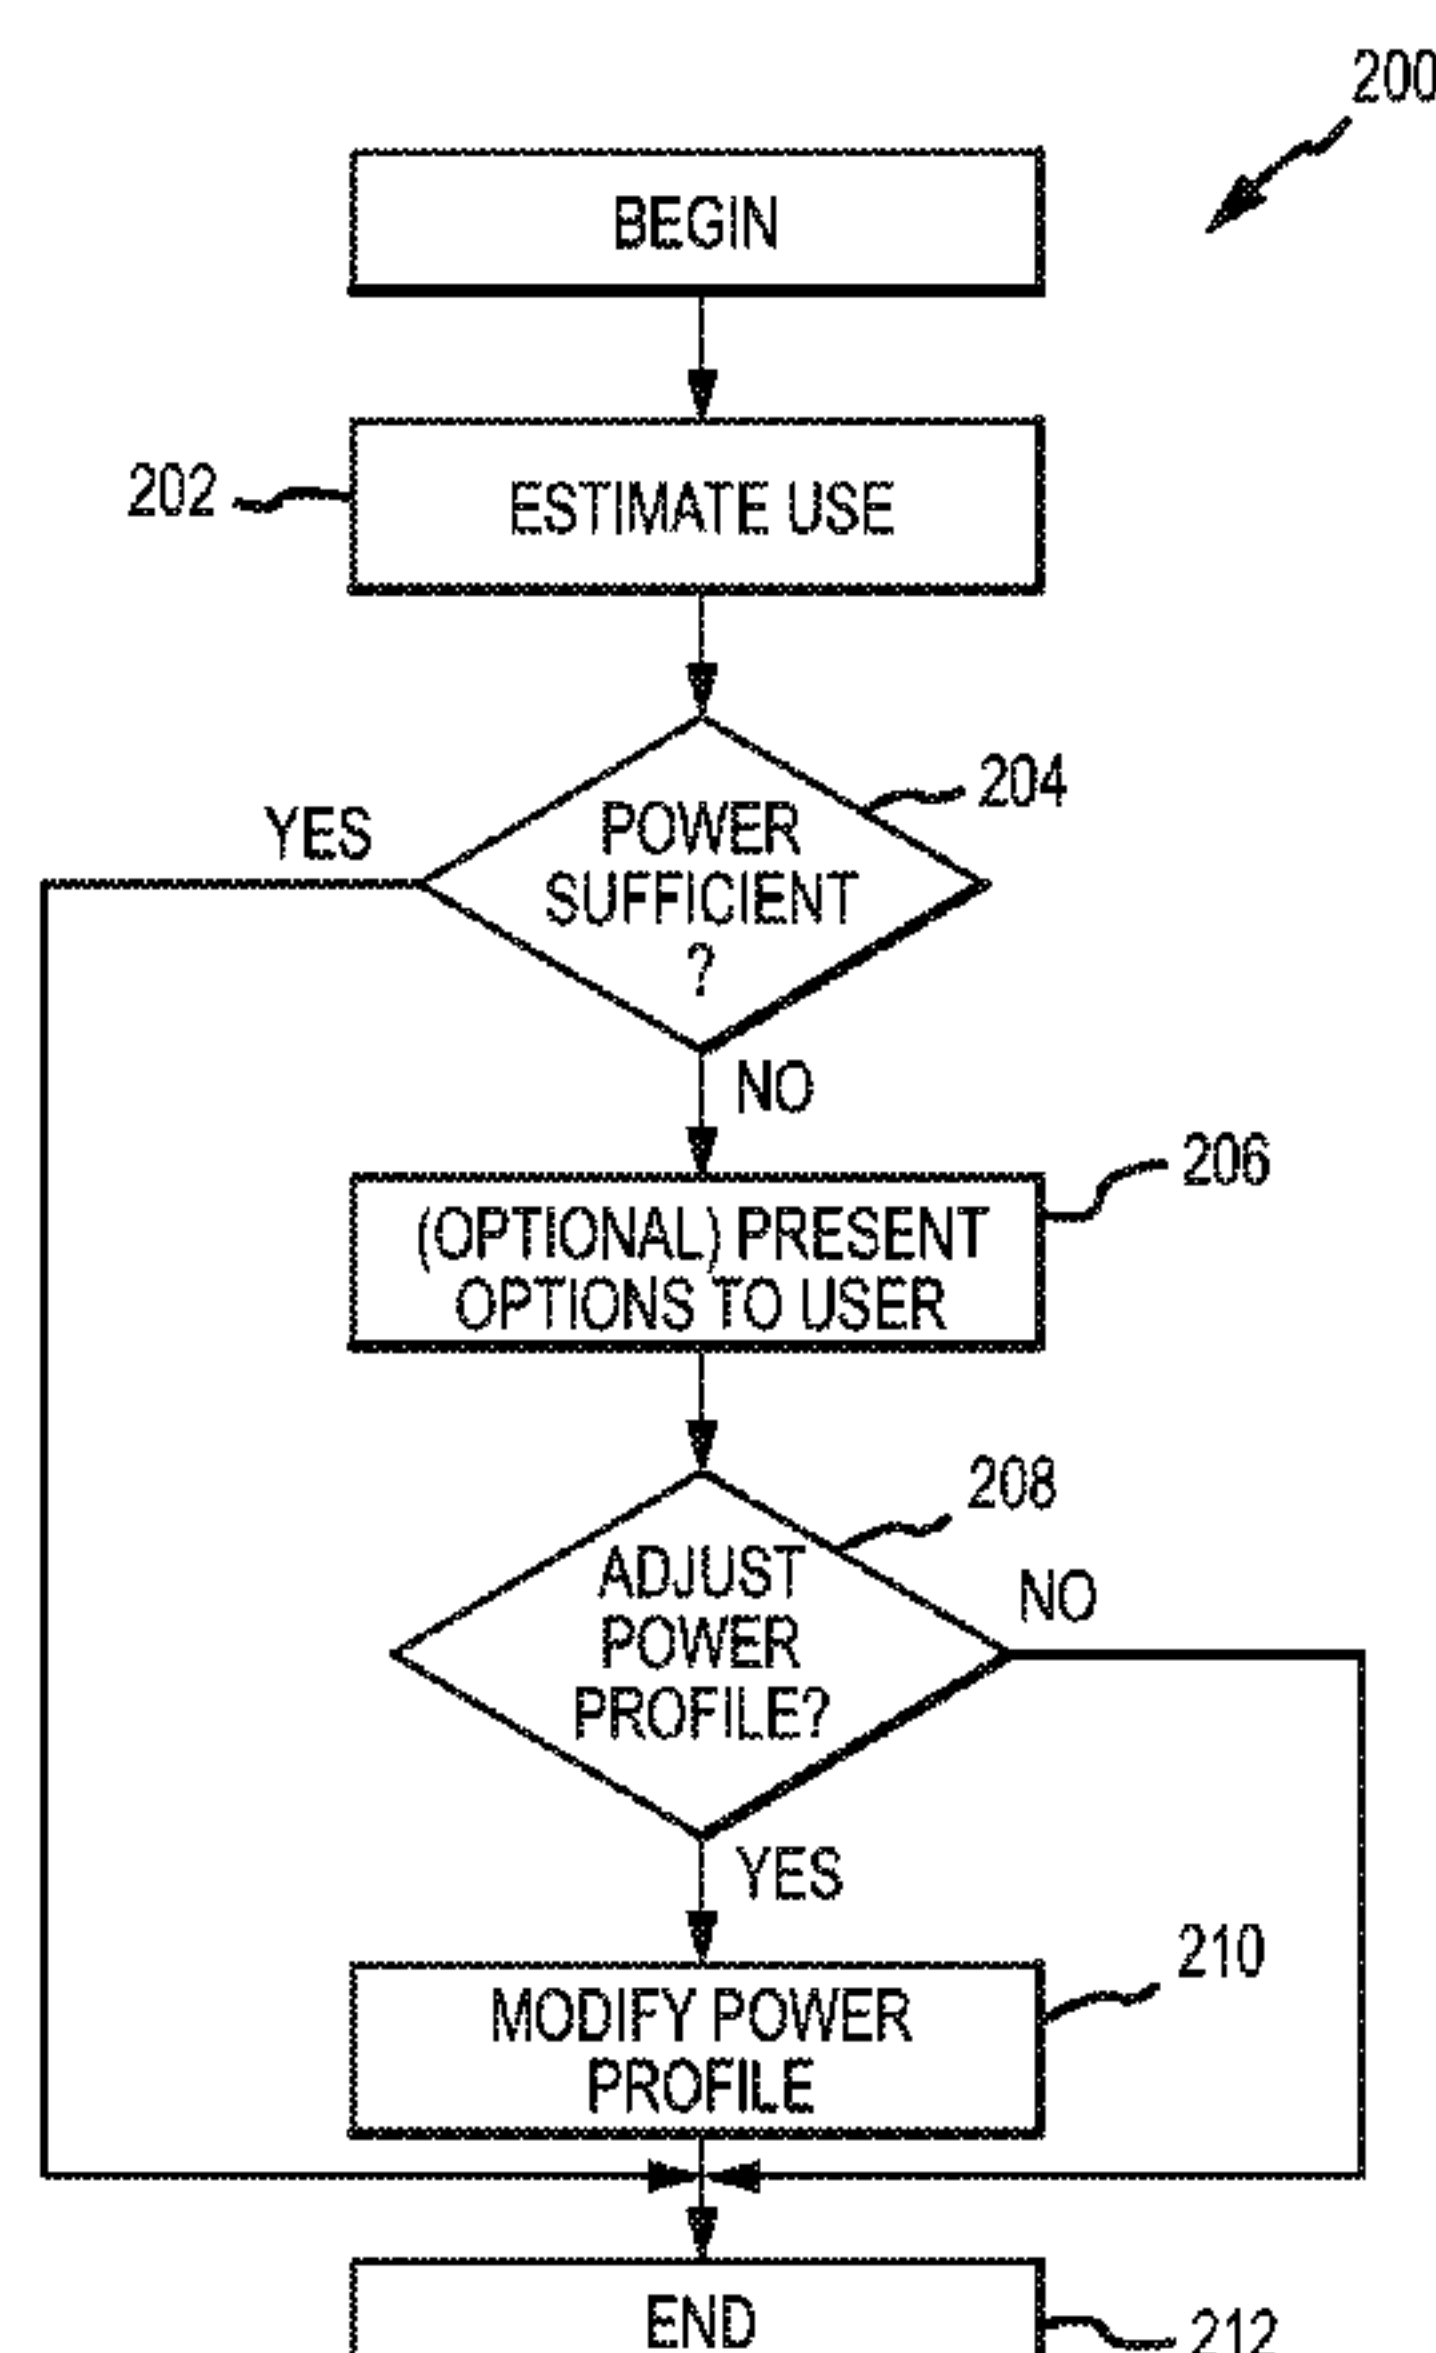 200
BEGIN
202
ESTIMATE USE
204
YES
POWER
SUFFICIENT
?
NO
206
(OPTIONAL) PRESENT
OPTIONS TO USER
208
ADJUST
POWER
PROFILE?
NO
YES
210
MODIFY POWER
PROFILE
END
212